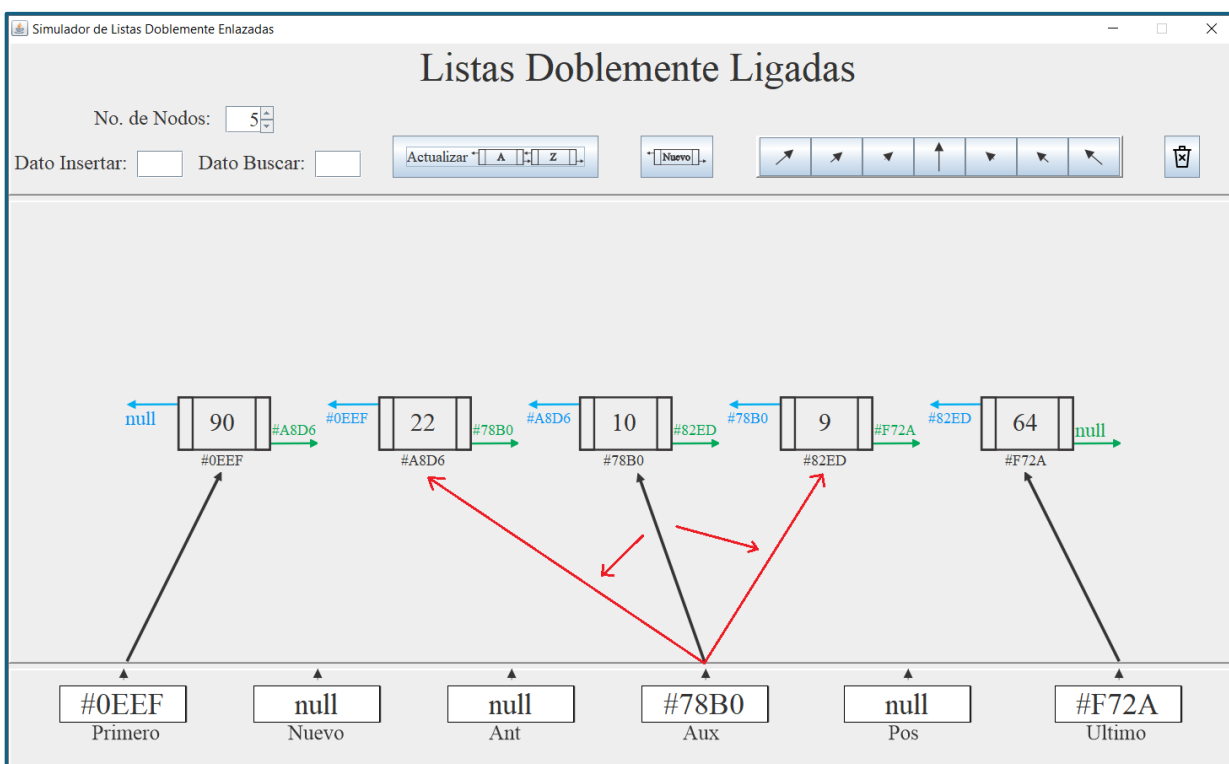 Simulador de Listas Doblemente Enlazadas
Listas Doblemente Ligadas
No. de Nodos: 5
Dato Insertar: Dato Buscar: Actualizar A Z Nuevo
null 90 #A8D6 #0EEF 22 #78B0 #A8D6 10 #82ED #78B0 9 #F72A #82ED 64 null
#0EEF #A8D6 #78B0 #82ED #F72A
#0EEF null null #78B0 null #F72A
Primero Nuevo Ant Aux Pos Ultimo